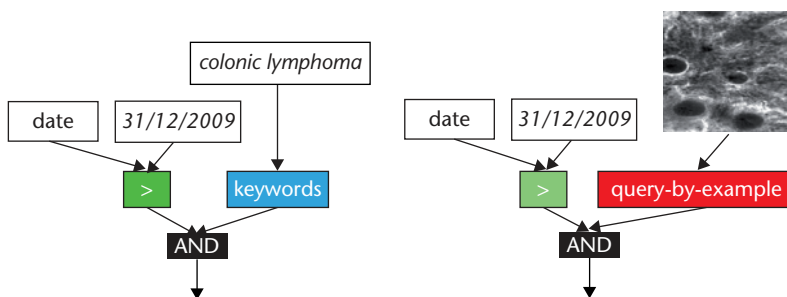 colonic lymphoma
date
31/12/2009
>
keywords
AND
date
31/12/2009
>
query-by-example
AND